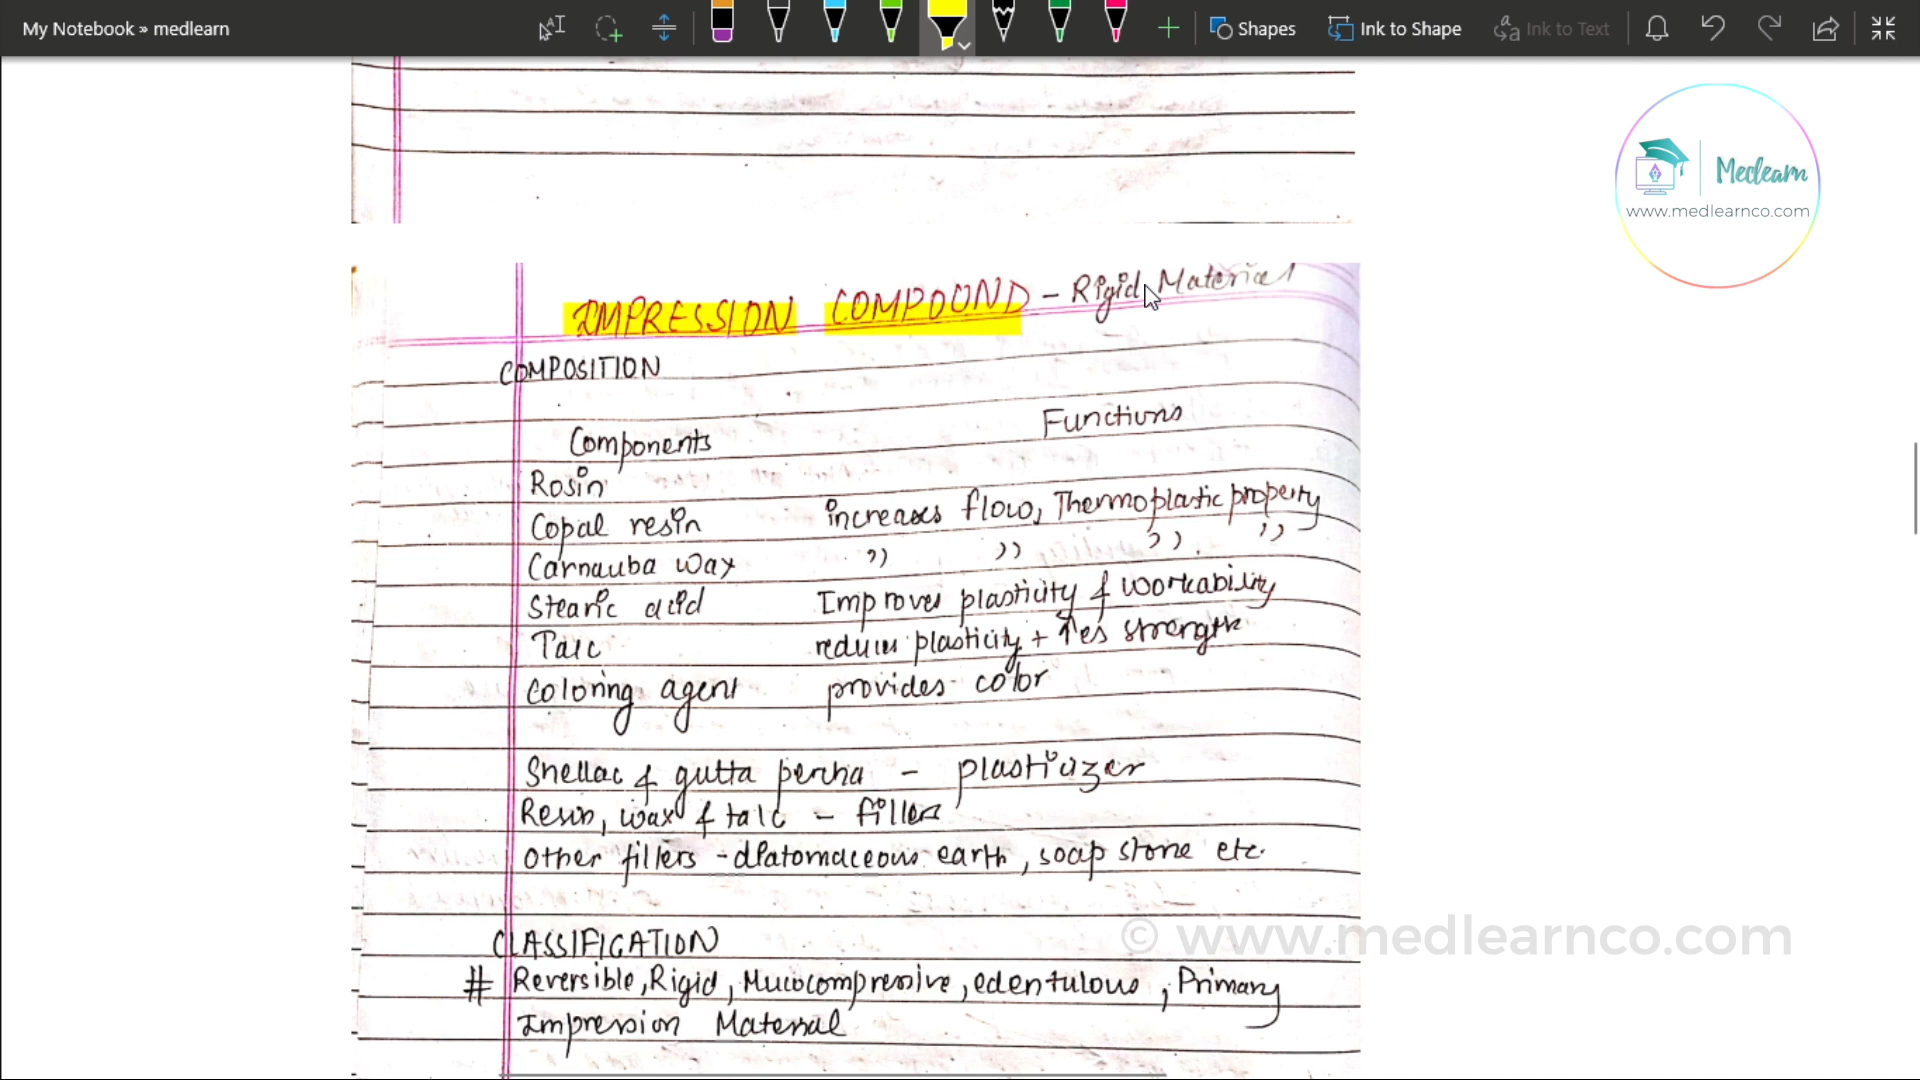 My Notebook » medlearn
Shapes
Ink to Shape
Ink to Text
Medlearn
www.medlearnco.com
IMPRESSION COMPOUND - Rigid Material
COMPOSITION
Components Functions
Rosin
Copal resin increases flow, Thermoplastic property
Carnauba wax ,, ,, ,, ,,
Stearic acid Improves plasticity & workability
Talc reduces plasticity + ↑es strength
Coloring agent provides color
Shellac & gutta percha - plasticizer
Resin, wax & talc - fillers
Other fillers - diatomaceous earth, soap stone etc.
© www.medlearnco.com
CLASSIFICATION
# Reversible, Rigid, Mucocompressive, edentulous, Primary
Impression Material